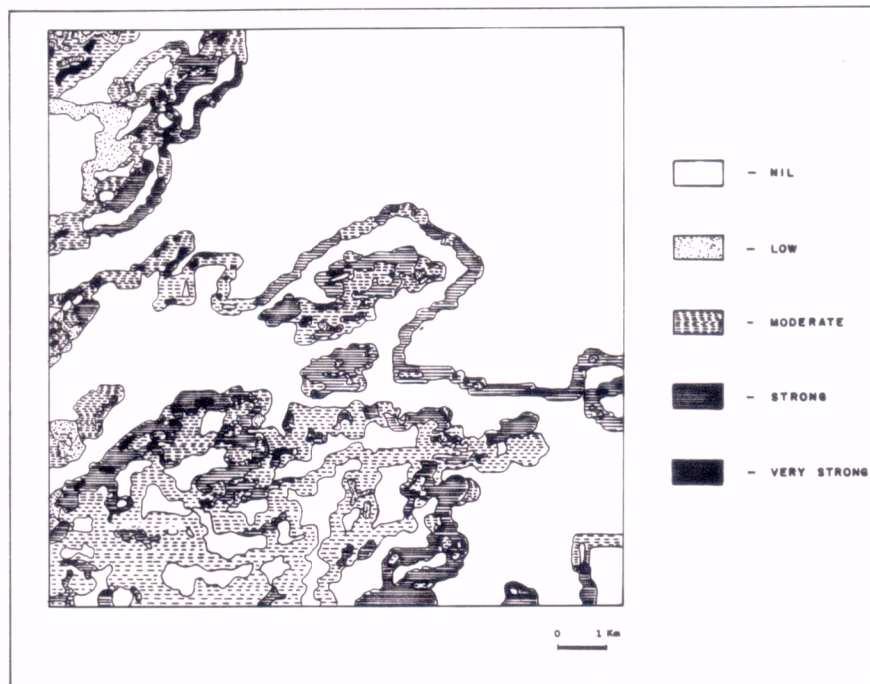 – NIL
– LOW
– MODERATE
– STRONG
– VERY STRONG
0 1 Km